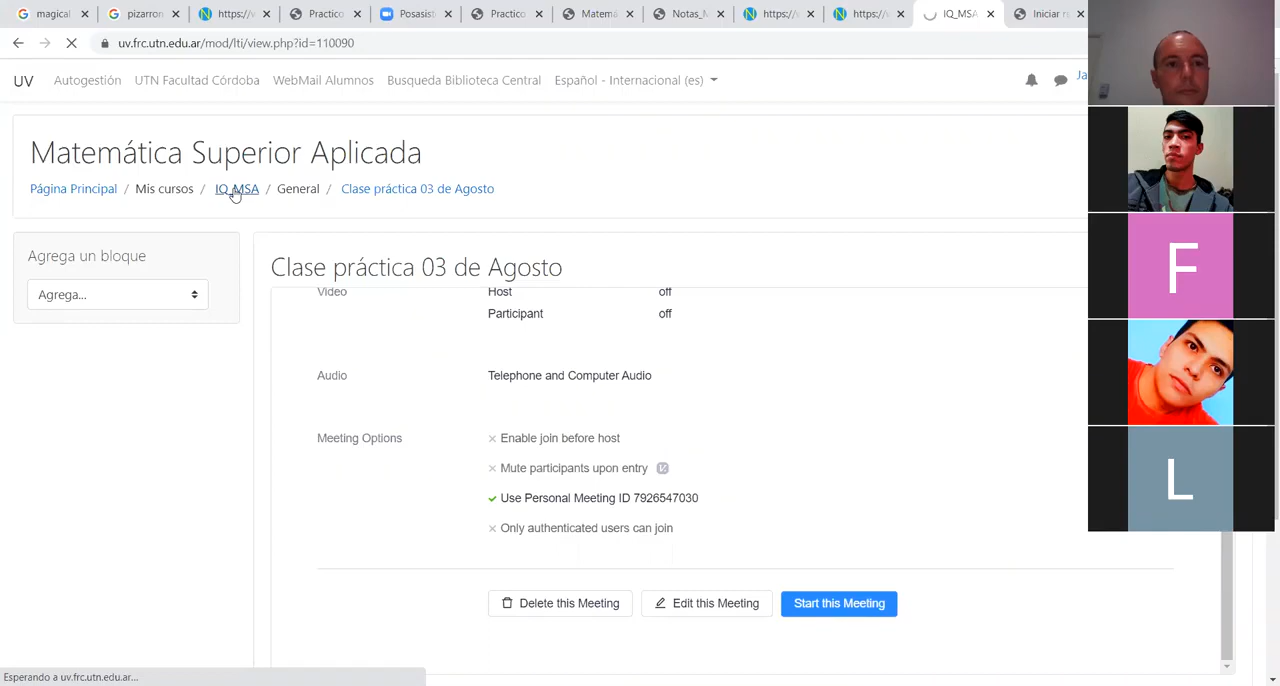 magical
pizarron
https://v
Practico
Posasist
Practico
Matemá
Notas_M
https://v
https://v
IQ_MSA
Iniciar r
uv.frc.utn.edu.ar/mod/lti/view.php?id=110090
UV Autogestión UTN Facultad Córdoba WebMail Alumnos Busqueda Biblioteca Central Español - Internacional (es) Ja
Matemática Superior Aplicada
Página Principal / Mis cursos / IQ_MSA / General / Clase práctica 03 de Agosto
Agrega un bloque
Agrega...
Clase práctica 03 de Agosto
Video Host off
Participant off
Audio Telephone and Computer Audio
Meeting Options Enable join before host
Mute participants upon entry
Use Personal Meeting ID 7926547030
Only authenticated users can join
Delete this Meeting Edit this Meeting Start this Meeting
F
L
Esperando a uv.frc.utn.edu.ar...